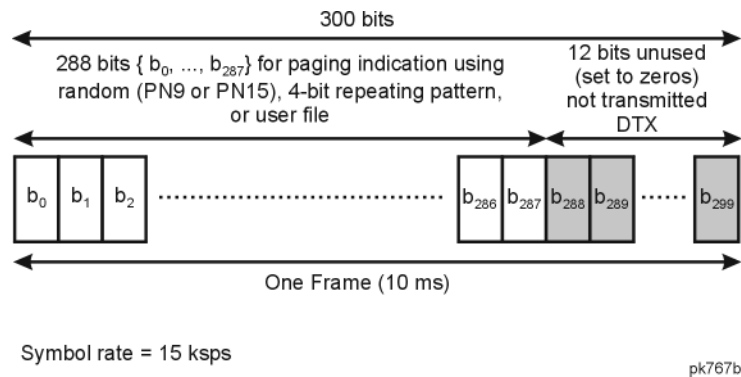 300 bits
288 bits { b0, ..., b287} for paging indication using
random (PN9 or PN15), 4-bit repeating pattern,
or user file
12 bits unused
(set to zeros)
not transmitted
DTX
b0 b1 b2 b286 b287 b288 b289 b299
One Frame (10 ms)
Symbol rate = 15 ksps
pk767b